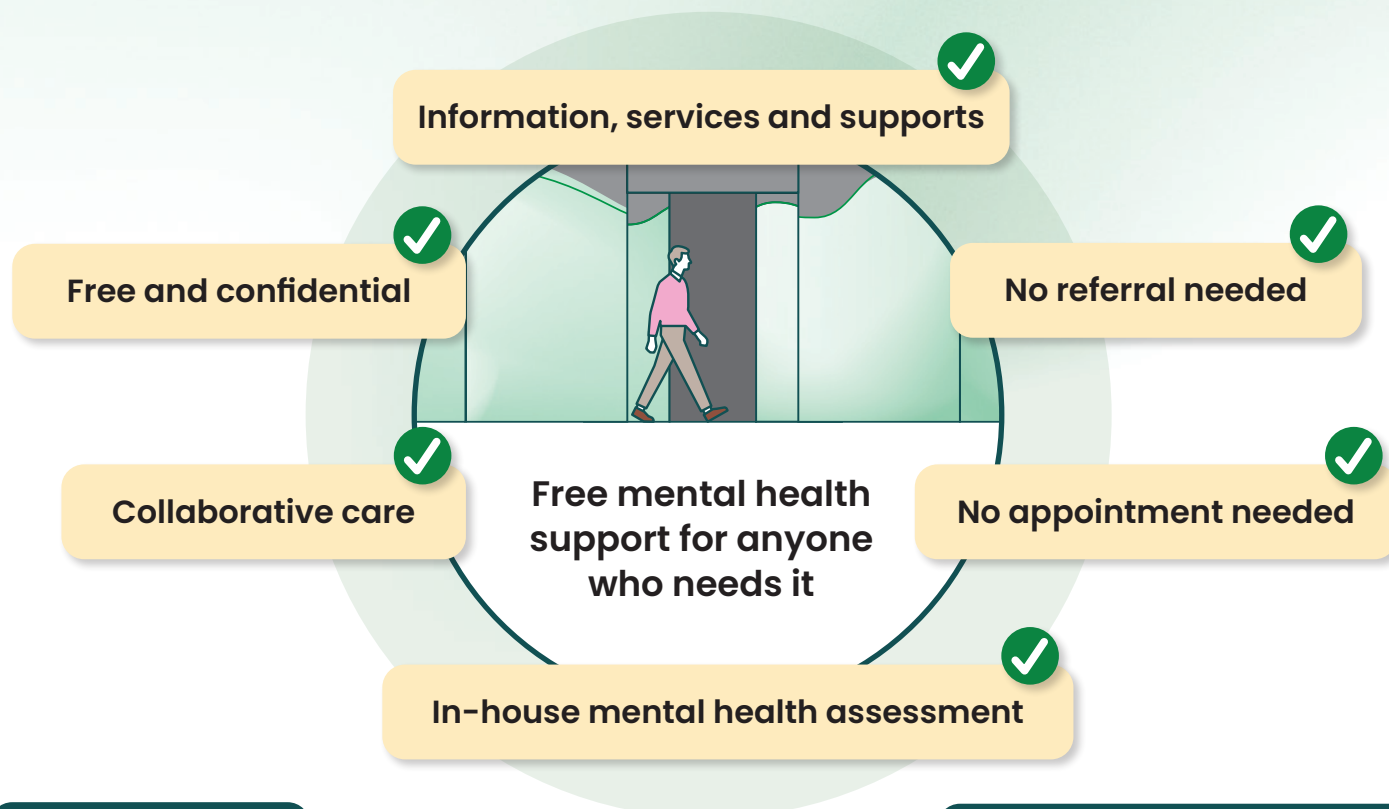 Information, services and supports
Free and confidential
No referral needed
Collaborative care
No appointment needed
Free mental health
support for anyone
who needs it
In-house mental health assessment